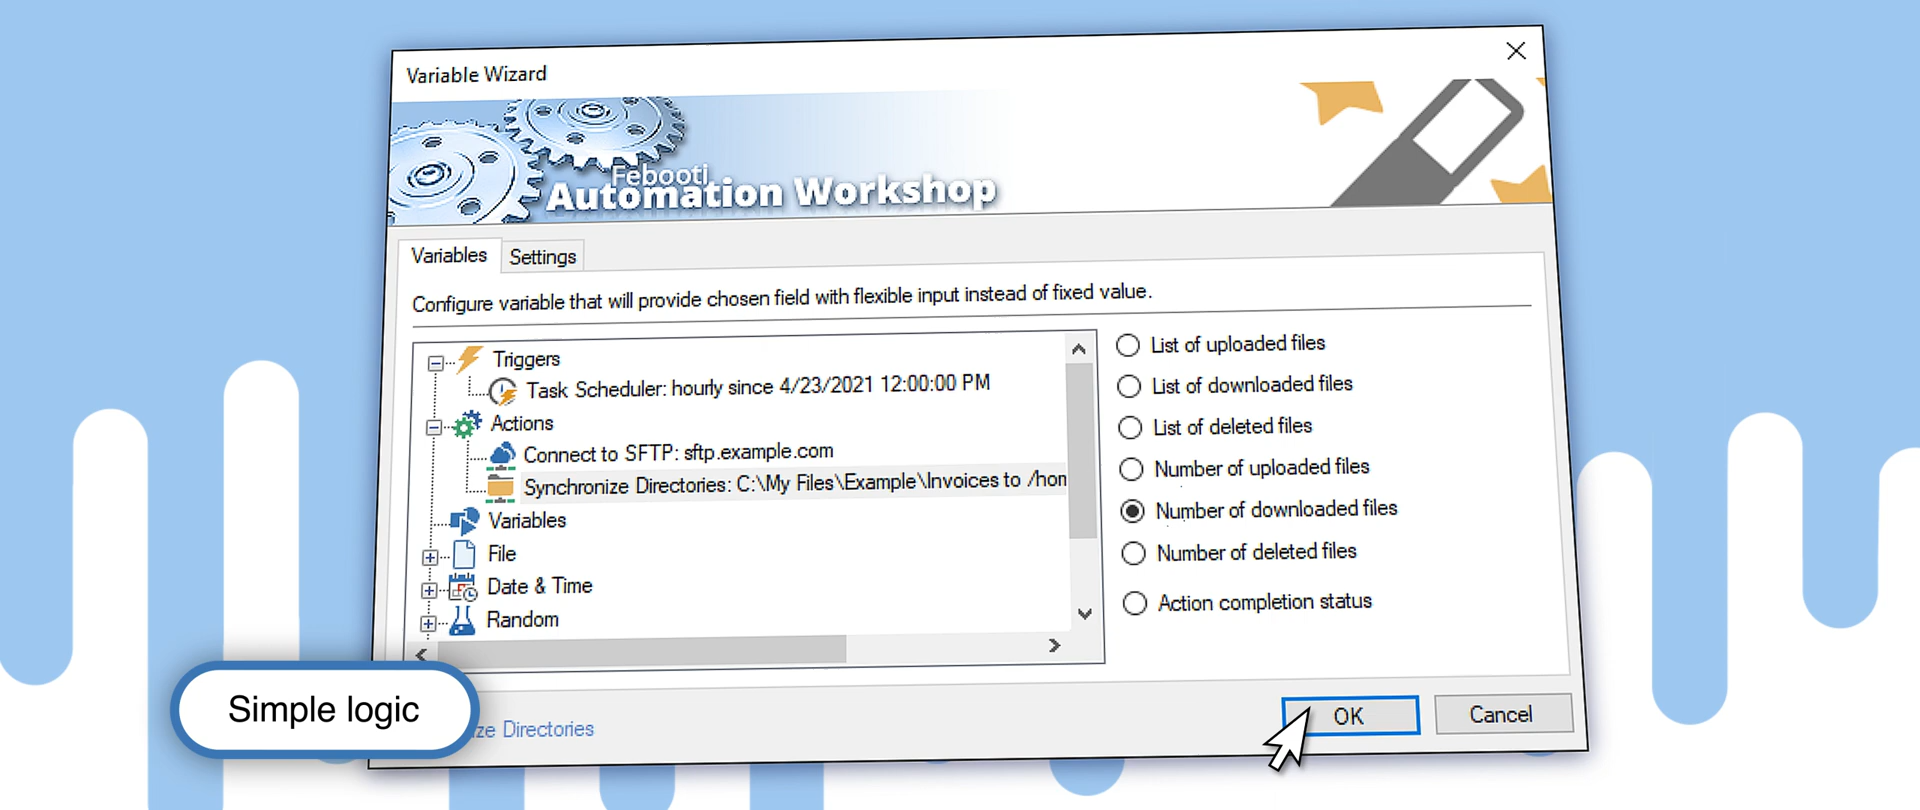 Variable Wizard
Febooti
Automation Workshop
Variables
Settings
Configure variable that will provide chosen field with flexible input instead of fixed value.
Triggers
Task Scheduler: hourly since 4/23/2021 12:00:00 PM
Actions
Connect to SFTP: sftp.example.com
Synchronize Directories: C:\My Files\Example\Invoices to /hom
Variables
File
Date & Time
Random
List of uploaded files
List of downloaded files
List of deleted files
Number of uploaded files
Number of downloaded files
Number of deleted files
Action completion status
Simple logic
ze Directories
OK
Cancel